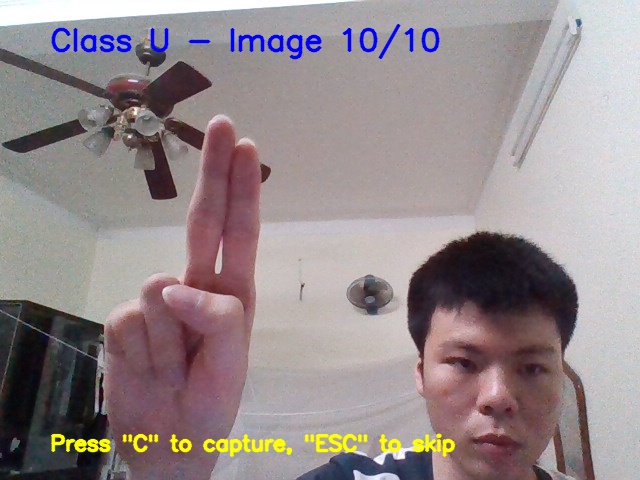 Class U - Image 10/10
Press "C" to capture, "ESC" to skip